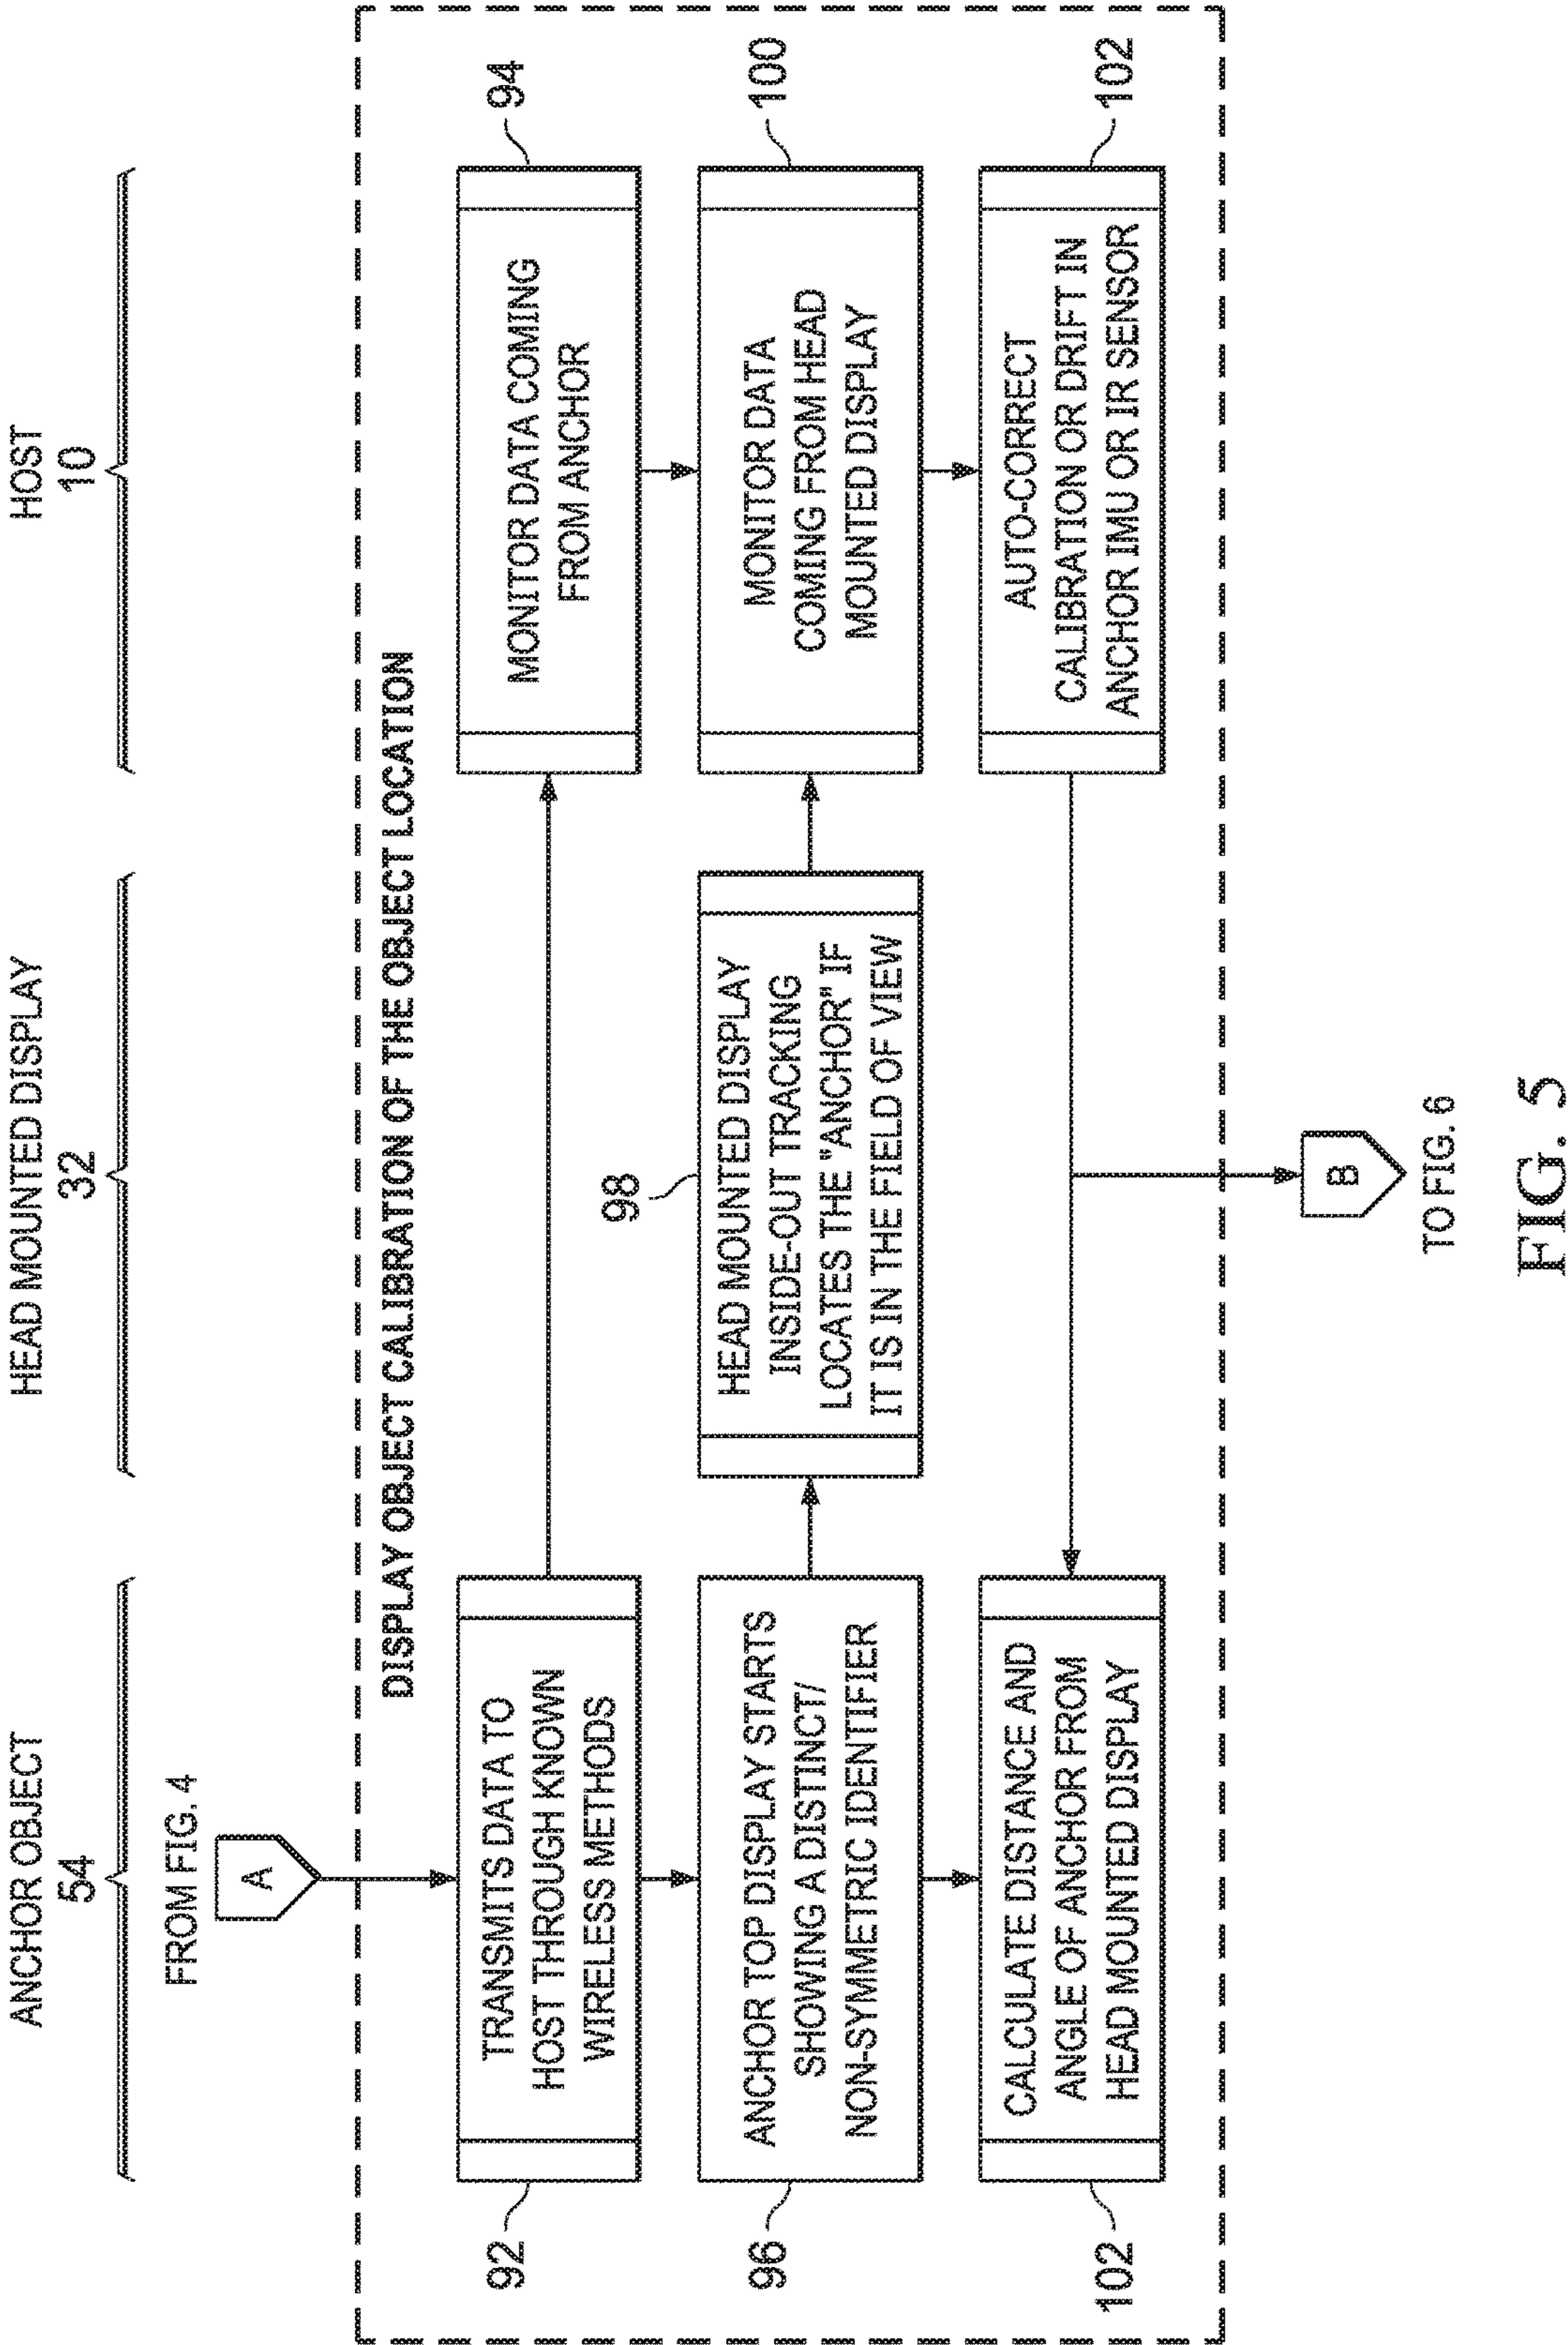 ANCHOR OBJECT
54
HEAD MOUNTED DISPLAY
32
HOST
10
FROM FIG. 4
A
DISPLAY OBJECT CALIBRATION OF THE OBJECT LOCATION
92
TRANSMITS DATA TO
HOST THROUGH KNOWN
WIRELESS METHODS
MONITOR DATA COMING
FROM ANCHOR
94
96
ANCHOR TOP DISPLAY STARTS
SHOWING A DISTINCT/
NON-SYMMETRIC IDENTIFIER
98
HEAD MOUNTED DISPLAY
INSIDE-OUT TRACKING
LOCATES THE "ANCHOR" IF
IT IS IN THE FIELD OF VIEW
MONITOR DATA
COMING FROM HEAD
MOUNTED DISPLAY
100
102
CALCULATE DISTANCE AND
ANGLE OF ANCHOR FROM
HEAD MOUNTED DISPLAY
AUTO-CORRECT
CALIBRATION OR DRIFT IN
ANCHOR IMU OR IR SENSOR
102
B
TO FIG. 6
FIG. 5